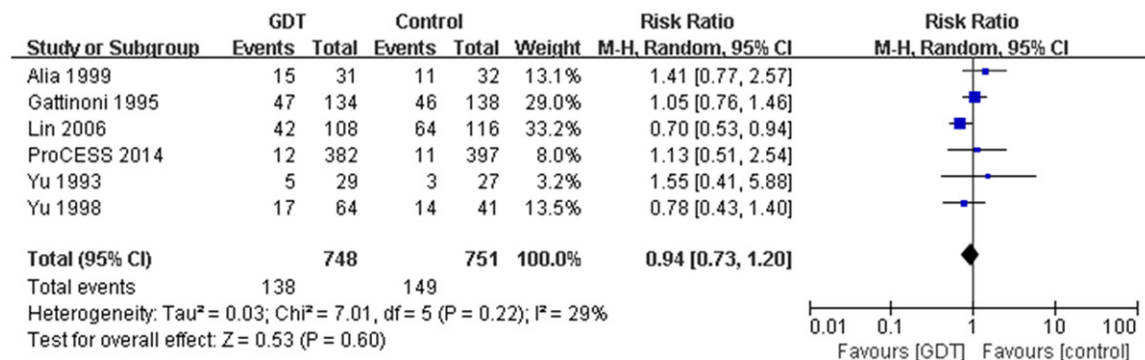 GDT Control Risk Ratio Risk Ratio
Study or Subgroup Events Total Events Total Weight M-H, Random, 95% CI M-H, Random, 95% CI
Alia 1999 15 31 11 32 13.1% 1.41 [0.77, 2.57]
Gattinoni 1995 47 134 46 138 29.0% 1.05 [0.76, 1.46]
Lin 2006 42 108 64 116 33.2% 0.70 [0.53, 0.94]
ProCESS 2014 12 382 11 397 8.0% 1.13 [0.51, 2.54]
Yu 1993 5 29 3 27 3.2% 1.55 [0.41, 5.88]
Yu 1998 17 64 14 41 13.5% 0.78 [0.43, 1.40]
Total (95% CI) 748 751 100.0% 0.94 [0.73, 1.20]
Total events 138 149
Heterogeneity: Tau² = 0.03; Chi² = 7.01, df = 5 (P = 0.22); I² = 29%
Test for overall effect: Z = 0.53 (P = 0.60)
0.01 0.1 1 10 100
Favours [GDT] Favours [control]